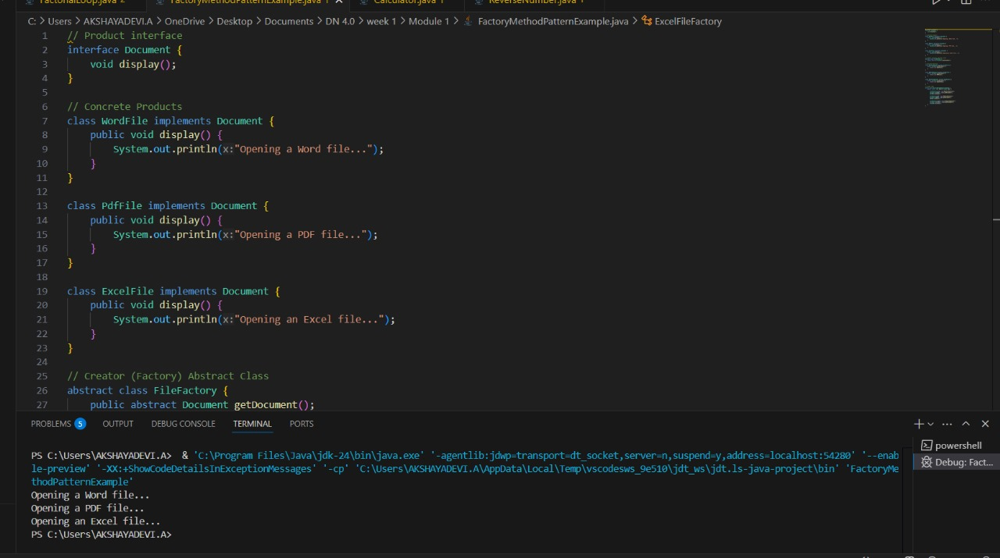 FactorialLoop.java 2 FactoryMethodPatternExample.java 1 Calculator.java 1 ReverseNumber.java 1
C: > Users > AKSHAYADEVI.A > OneDrive > Desktop > Documents > DN 4.0 > week 1 > Module 1 > FactoryMethodPatternExample.java > ExcelFileFactory
1 // Product interface
2 interface Document {
3 void display();
4 }
5
6 // Concrete Products
7 class WordFile implements Document {
8 public void display() {
9 System.out.println(x:"Opening a Word file...");
10 }
11 }
12
13 class PdfFile implements Document {
14 public void display() {
15 System.out.println(x:"Opening a PDF file...");
16 }
17 }
18
19 class ExcelFile implements Document {
20 public void display() {
21 System.out.println(x:"Opening an Excel file...");
22 }
23 }
24
25 // Creator (Factory) Abstract Class
26 abstract class FileFactory {
27 public abstract Document getDocument();
PROBLEMS 5 OUTPUT DEBUG CONSOLE TERMINAL PORTS
PS C:\Users\AKSHAYADEVI.A> & 'C:\Program Files\Java\jdk-24\bin\java.exe' '-agentlib:jdwp=transport=dt_socket,server=n,suspend=y,address=localhost:54280' '--enab
le-preview' '-XX:+ShowCodeDetailsInExceptionMessages' '-cp' 'C:\Users\AKSHAYADEVI.A\AppData\Local\Temp\vscodesws_9e510\jdt_ws\jdt.ls-java-project\bin' 'FactoryMe
thodPatternExample'
Opening a Word file...
Opening a PDF file...
Opening an Excel file...
PS C:\Users\AKSHAYADEVI.A>
powershell
Debug: Fact...